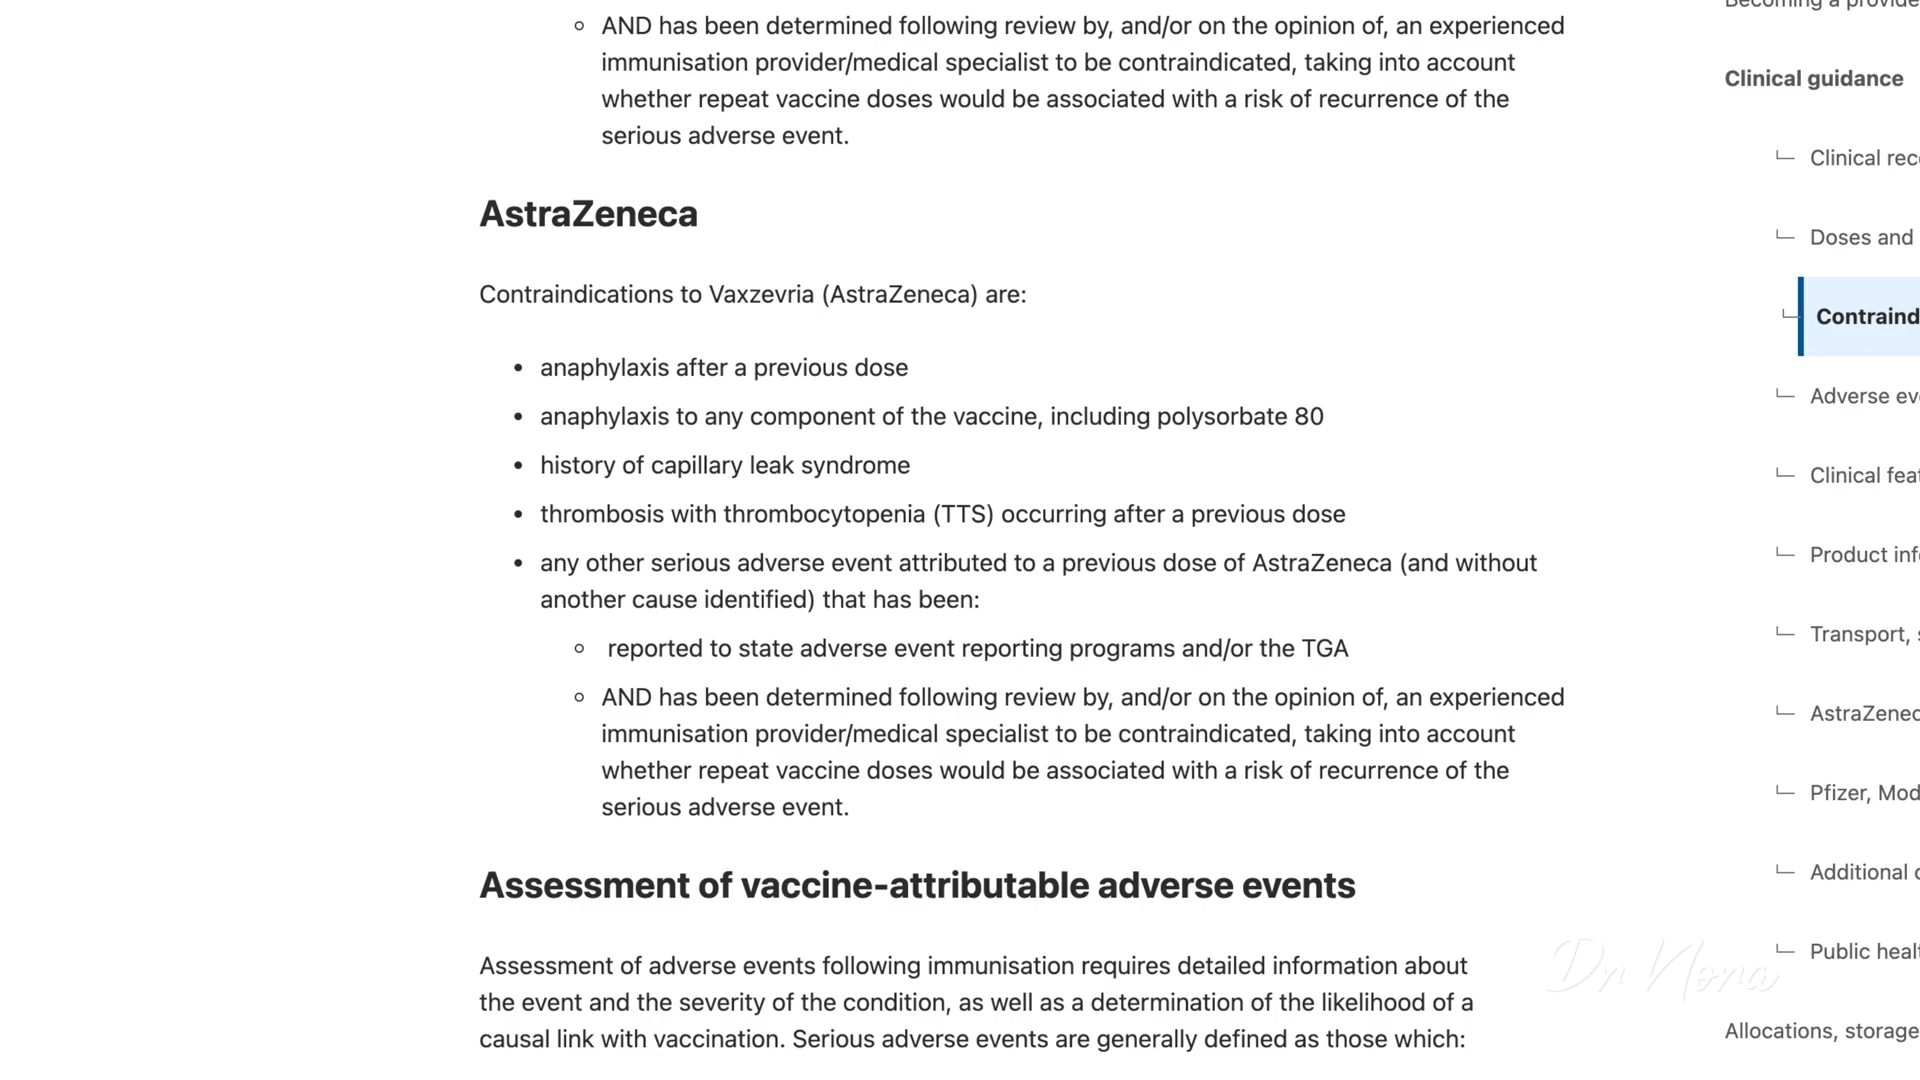 AND has been determined following review by, and/or on the opinion of, an experienced
immunisation provider/medical specialist to be contraindicated, taking into account
whether repeat vaccine doses would be associated with a risk of recurrence of the
serious adverse event.
AstraZeneca
Contraindications to Vaxzevria (AstraZeneca) are:
anaphylaxis after a previous dose
anaphylaxis to any component of the vaccine, including polysorbate 80
history of capillary leak syndrome
thrombosis with thrombocytopenia (TTS) occurring after a previous dose
any other serious adverse event attributed to a previous dose of AstraZeneca (and without
another cause identified) that has been:
reported to state adverse event reporting programs and/or the TGA
AND has been determined following review by, and/or on the opinion of, an experienced
immunisation provider/medical specialist to be contraindicated, taking into account
whether repeat vaccine doses would be associated with a risk of recurrence of the
serious adverse event.
Assessment of vaccine-attributable adverse events
Assessment of adverse events following immunisation requires detailed information about
the event and the severity of the condition, as well as a determination of the likelihood of a
causal link with vaccination. Serious adverse events are generally defined as those which:
Becoming a provide
Clinical guidance
Clinical rec
Doses and
Contraind
Adverse ev
Clinical feat
Product inf
Transport, s
AstraZenec
Pfizer, Mod
Additional
Public healt
Allocations, storage
Dr Nora